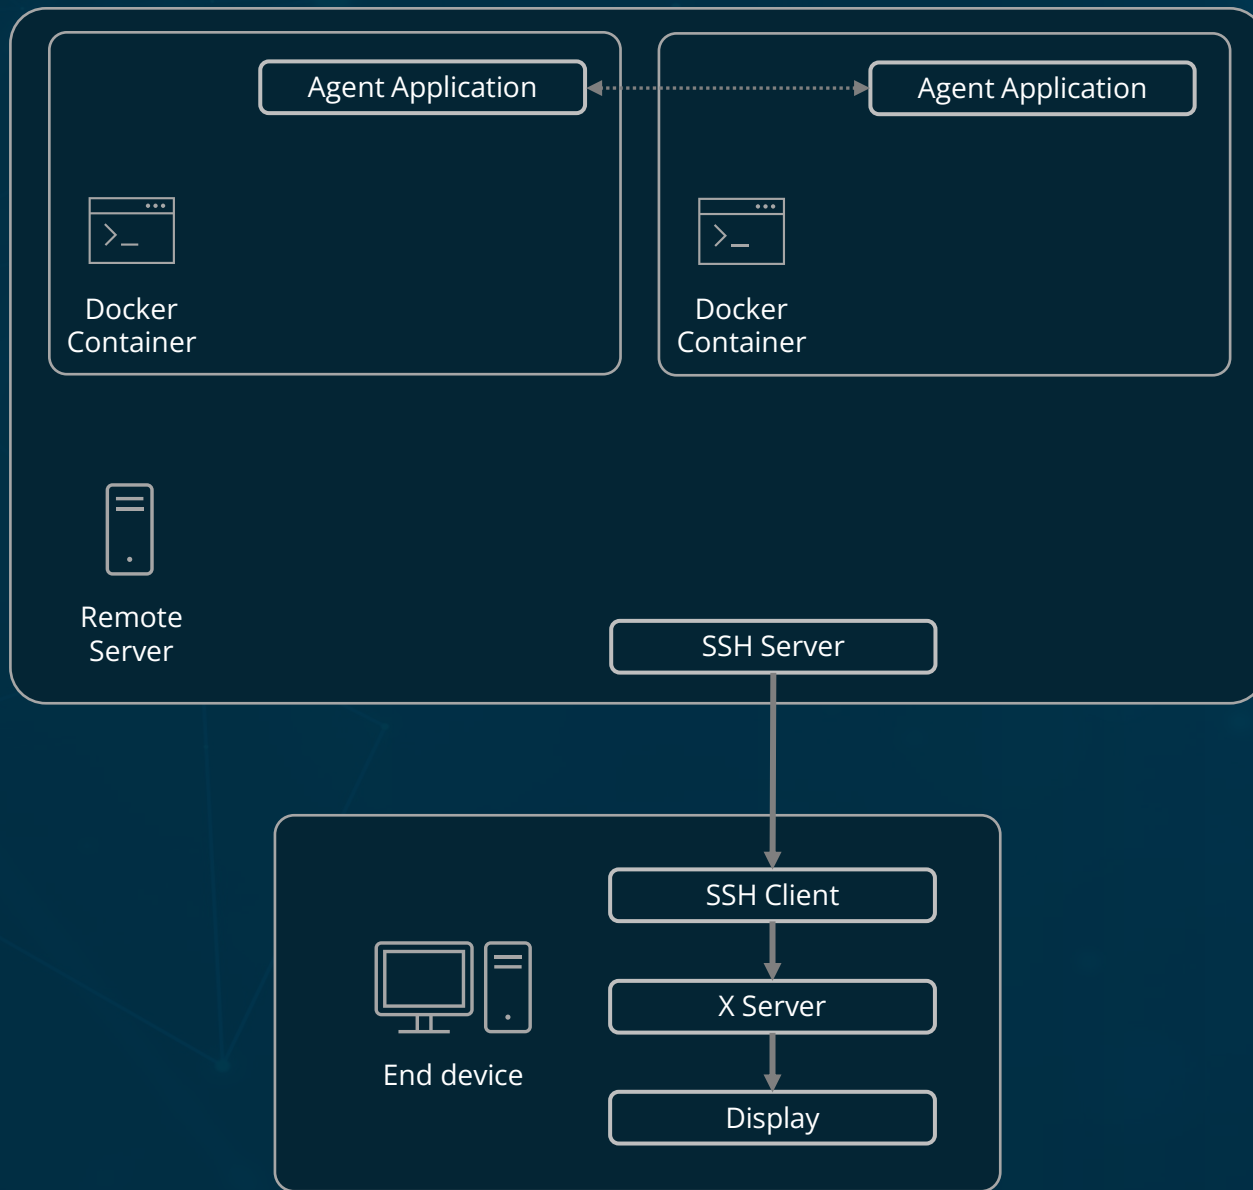 Agent Application
Agent Application
Docker
Container
Docker
Container
Remote
Server
SSH Server
SSH Client
X Server
End device
Display